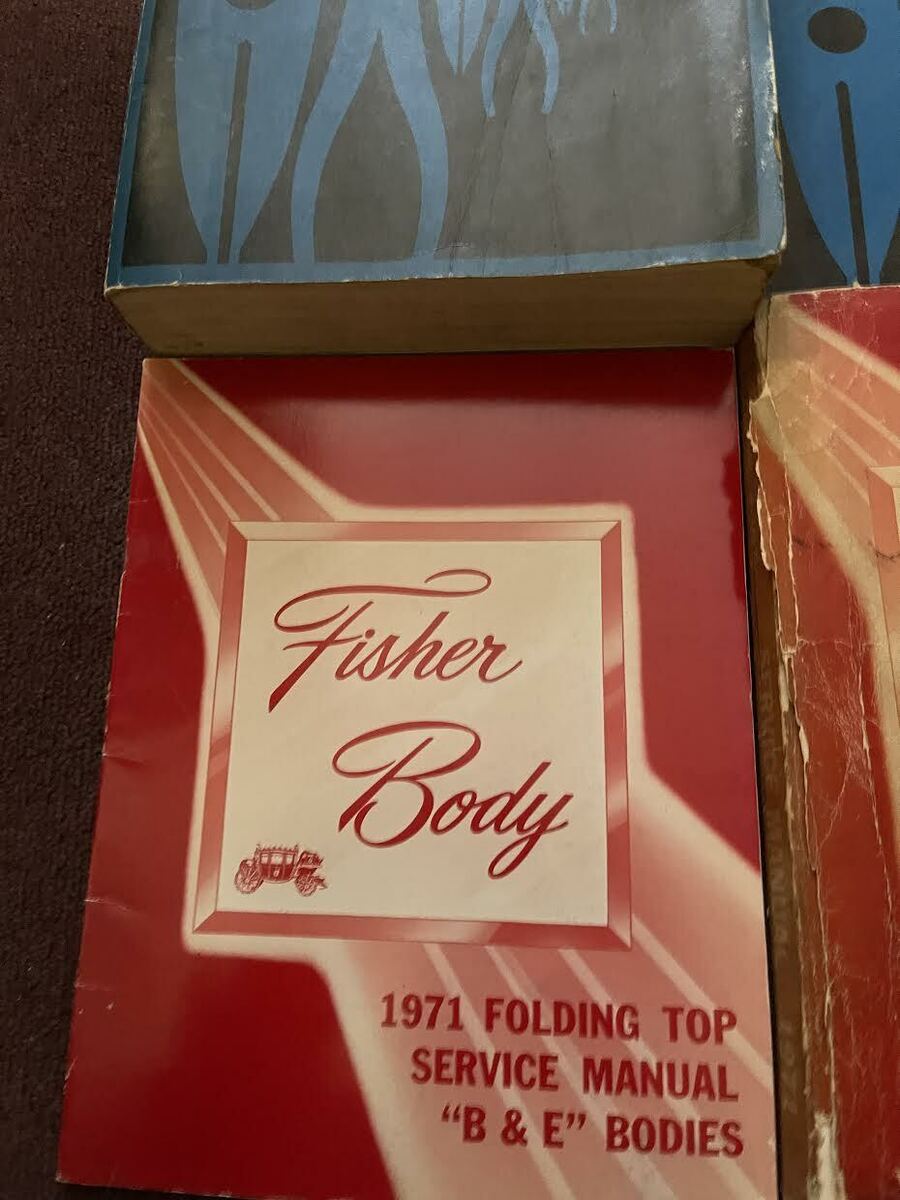 Fisher
Body
1971 FOLDING TOP
SERVICE MANUAL
“B & E” BODIES